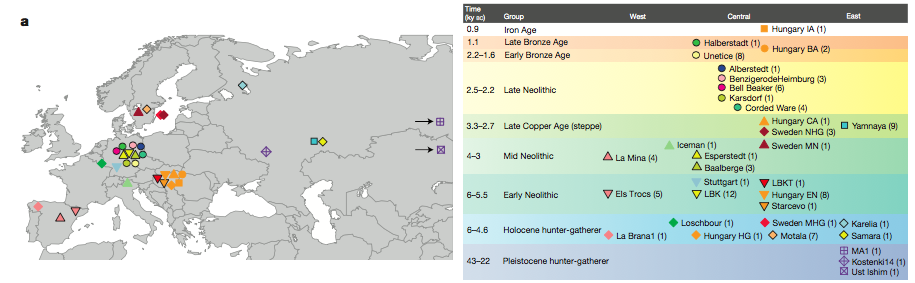 a
Time
(ky BC) Group West Central East
0.9 Iron Age Hungary IA (1)
1.1 Late Bronze Age Halberstadt (1) Hungary BA (2)
2.2–1.6 Early Bronze Age Unetice (8)
Alberstedt (1)
BenzigerodeHeimburg (3)
2.5–2.2 Late Neolithic Bell Beaker (6)
Karsdorf (1)
Corded Ware (4)
Hungary CA (1)
3.3–2.7 Late Copper Age (steppe) Yamnaya (9)
Sweden NHG (3)
Iceman (1) Sweden MN (1)
4–3 Mid Neolithic La Mina (4) Esperstedt (1)
Baalberge (3)
Stuttgart (1) LBKT (1)
6–5.5 Early Neolithic Els Trocs (5) LBK (12) Hungary EN (8)
Starcevo (1)
Loschbour (1) Sweden MHG (1) Karelia (1)
6–4.6 Holocene hunter-gatherer
La Brana1 (1) Hungary HG (1) Motala (7) Samara (1)
MA1 (1)
43–22 Pleistocene hunter-gatherer Kostenki14 (1)
Ust Ishim (1)